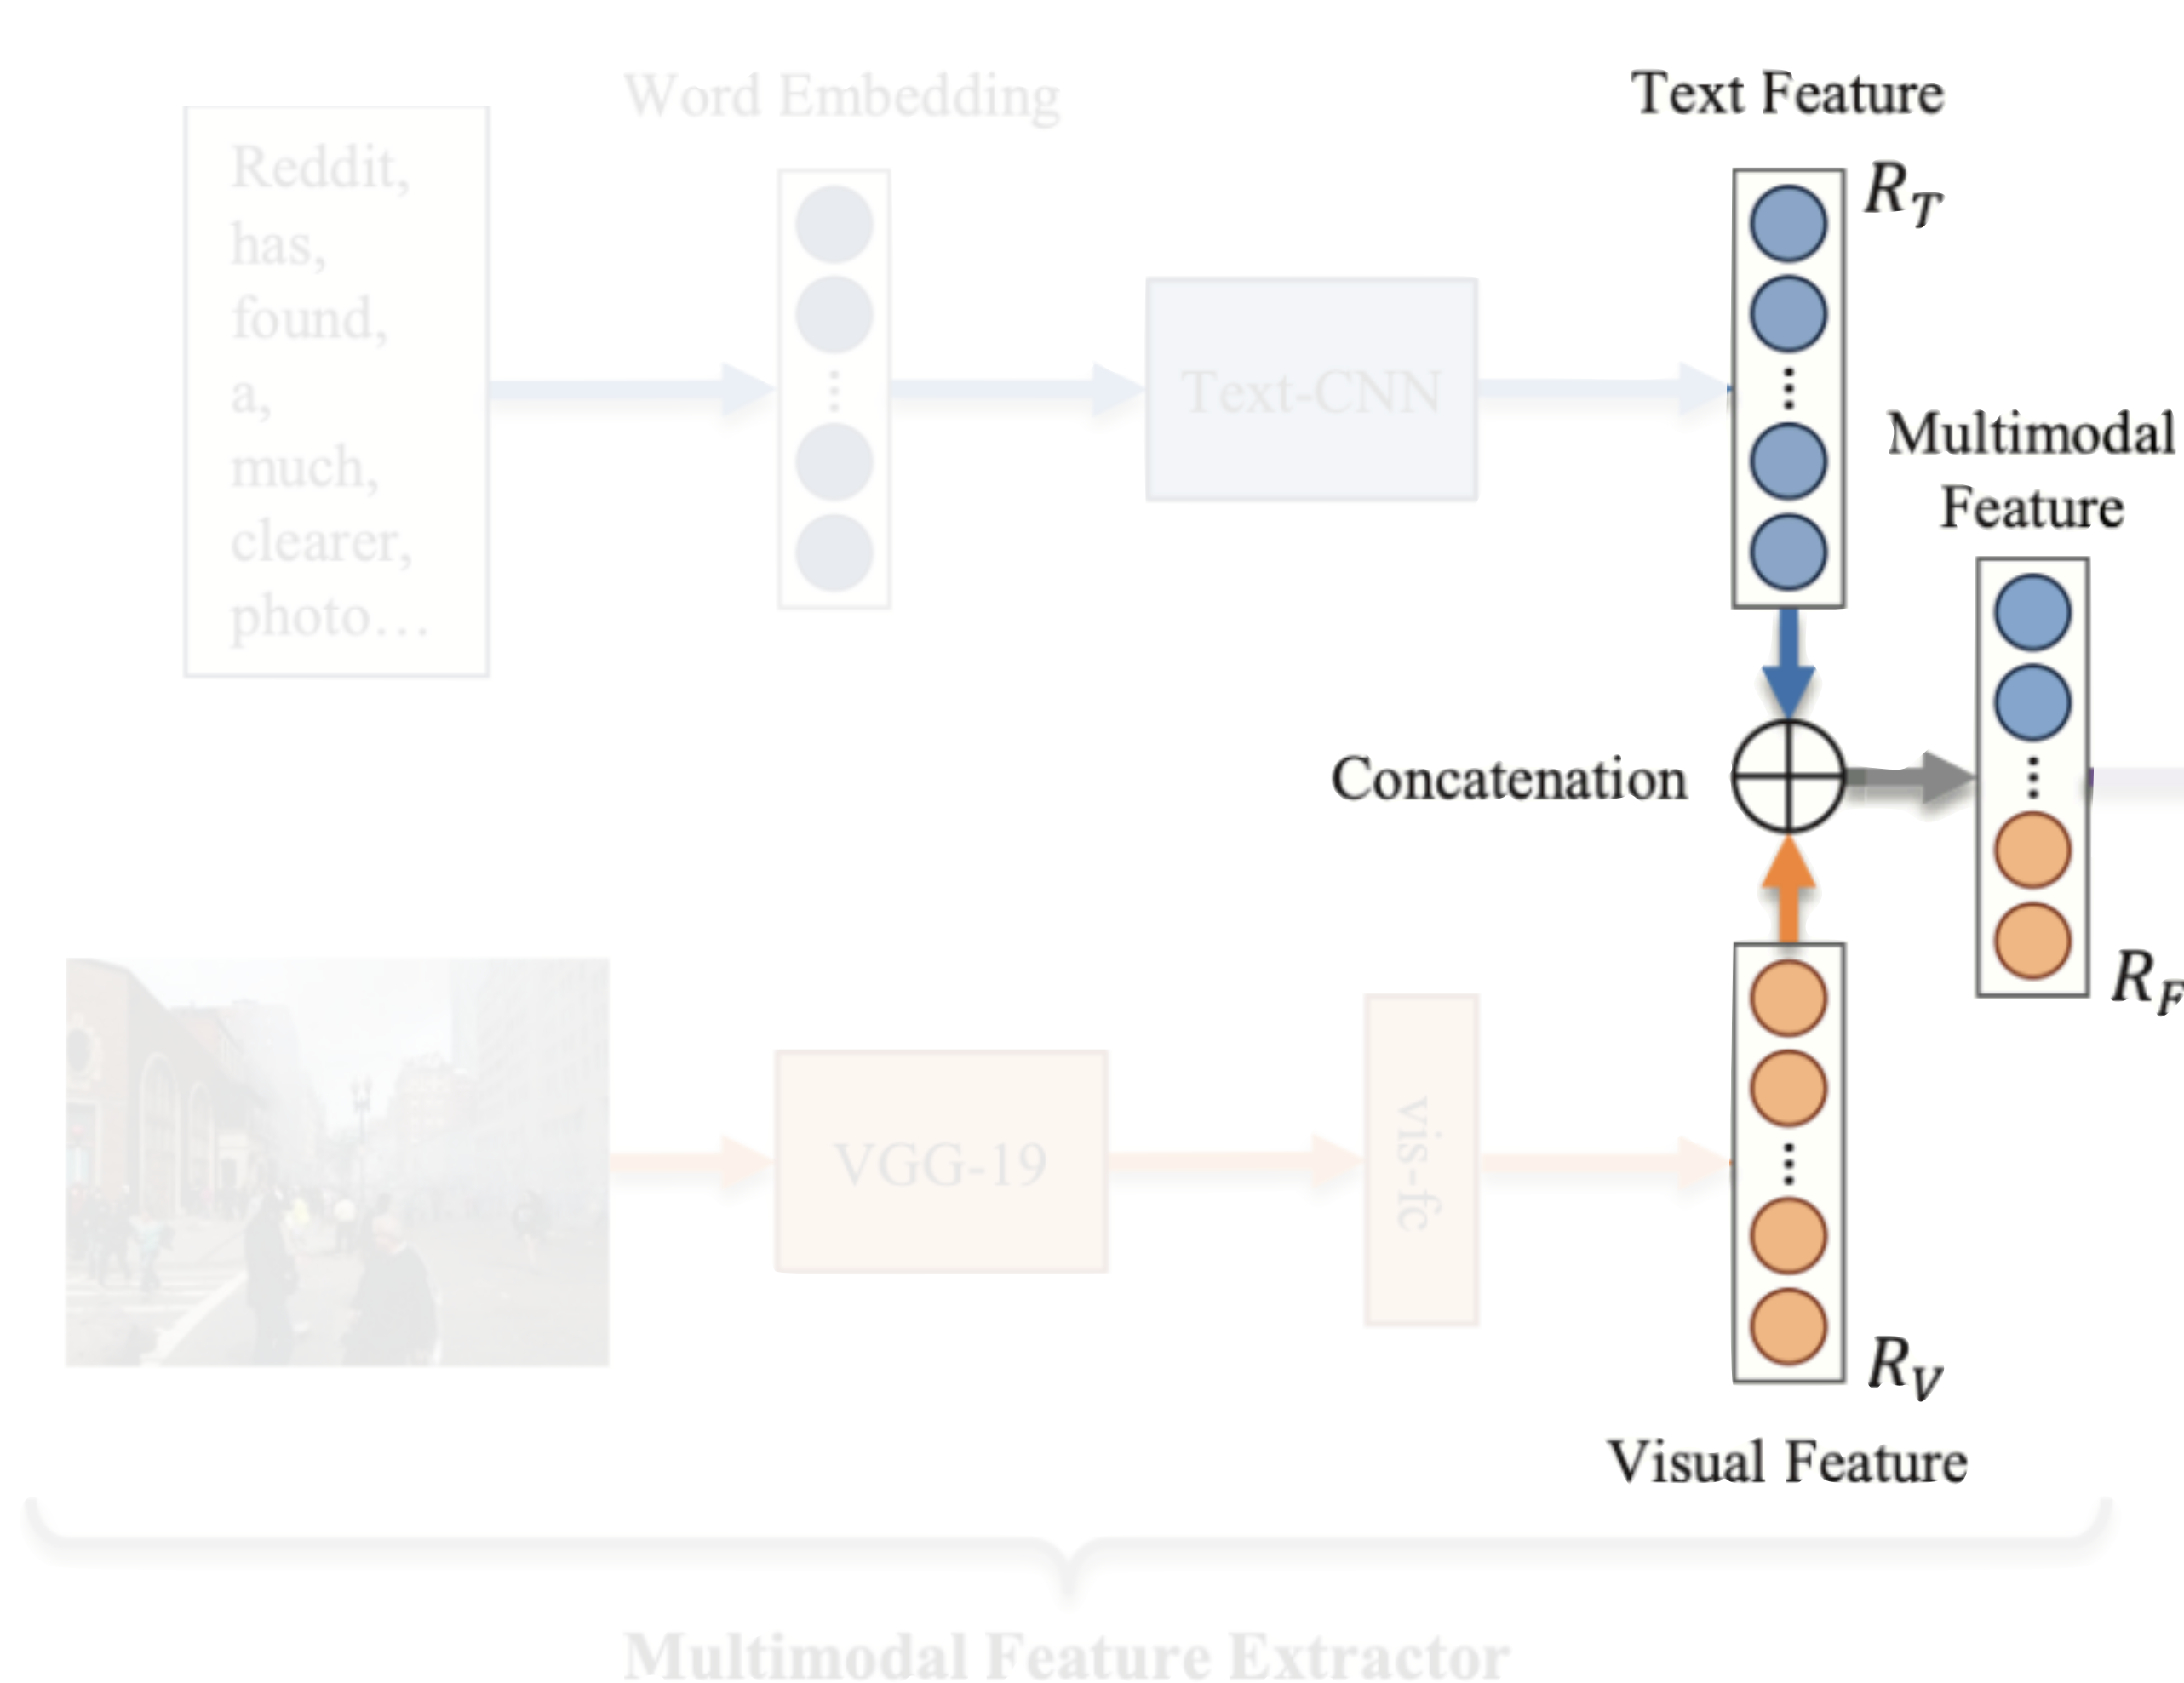 Word Embedding
Text Feature
Reddit,
has,
found,
a,
much,
clearer,
photo…
Text-CNN
R_T
Multimodal
Feature
Concatenation
R_F
VGG-19
vis-fc
R_V
Visual Feature
Multimodal Feature Extractor